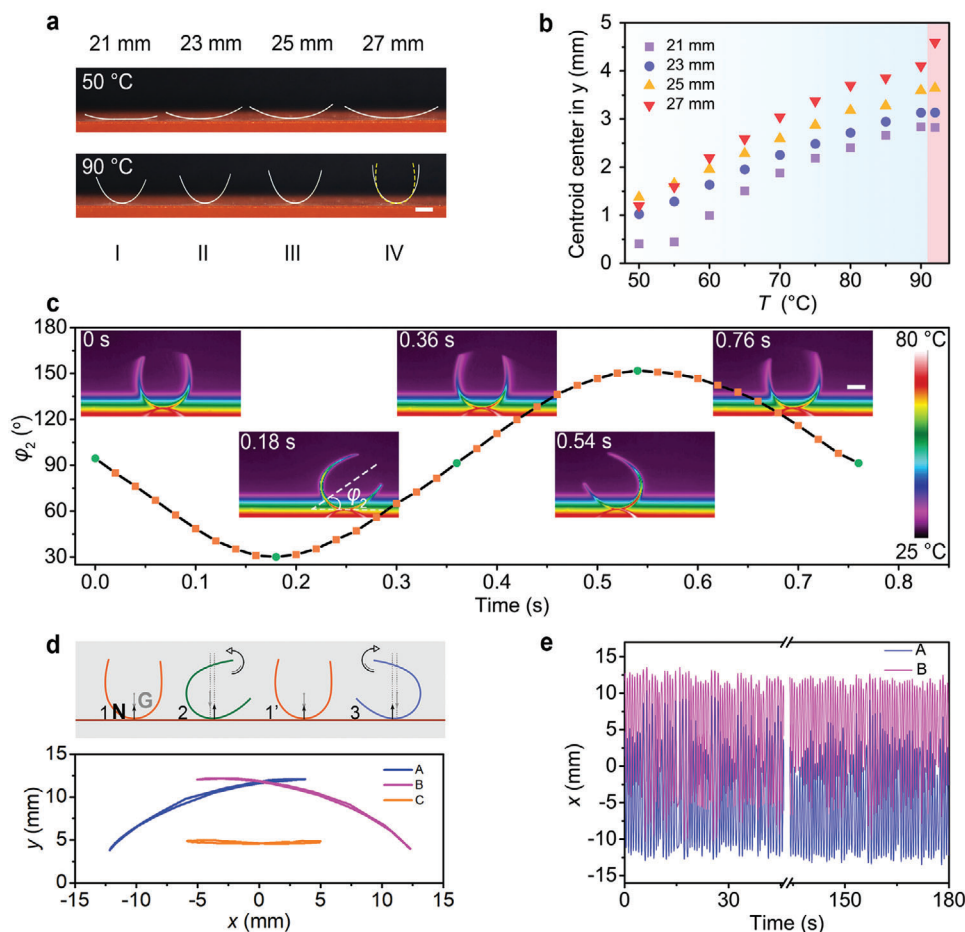 a
21 mm 23 mm 25 mm 27 mm
50 °C
90 °C
I II III IV
b
Centroid center in y (mm)
5
4
3
2
1
0
21 mm
23 mm
25 mm
27 mm
50 60 70 80 90
T (°C)
c
φ2 (°)
180
150
120
90
60
30
0 s
0.36 s
0.76 s
0.18 s
φ2
0.54 s
80 °C
25 °C
0.0 0.1 0.2 0.3 0.4 0.5 0.6 0.7 0.8
Time (s)
d
1 N G 2 1' 3
y (mm)
15
10
5
0
A
B
C
-15 -10 -5 0 5 10 15
x (mm)
e
x (mm)
15
10
5
0
-5
-10
-15
A
B
0 30 150 180
Time (s)